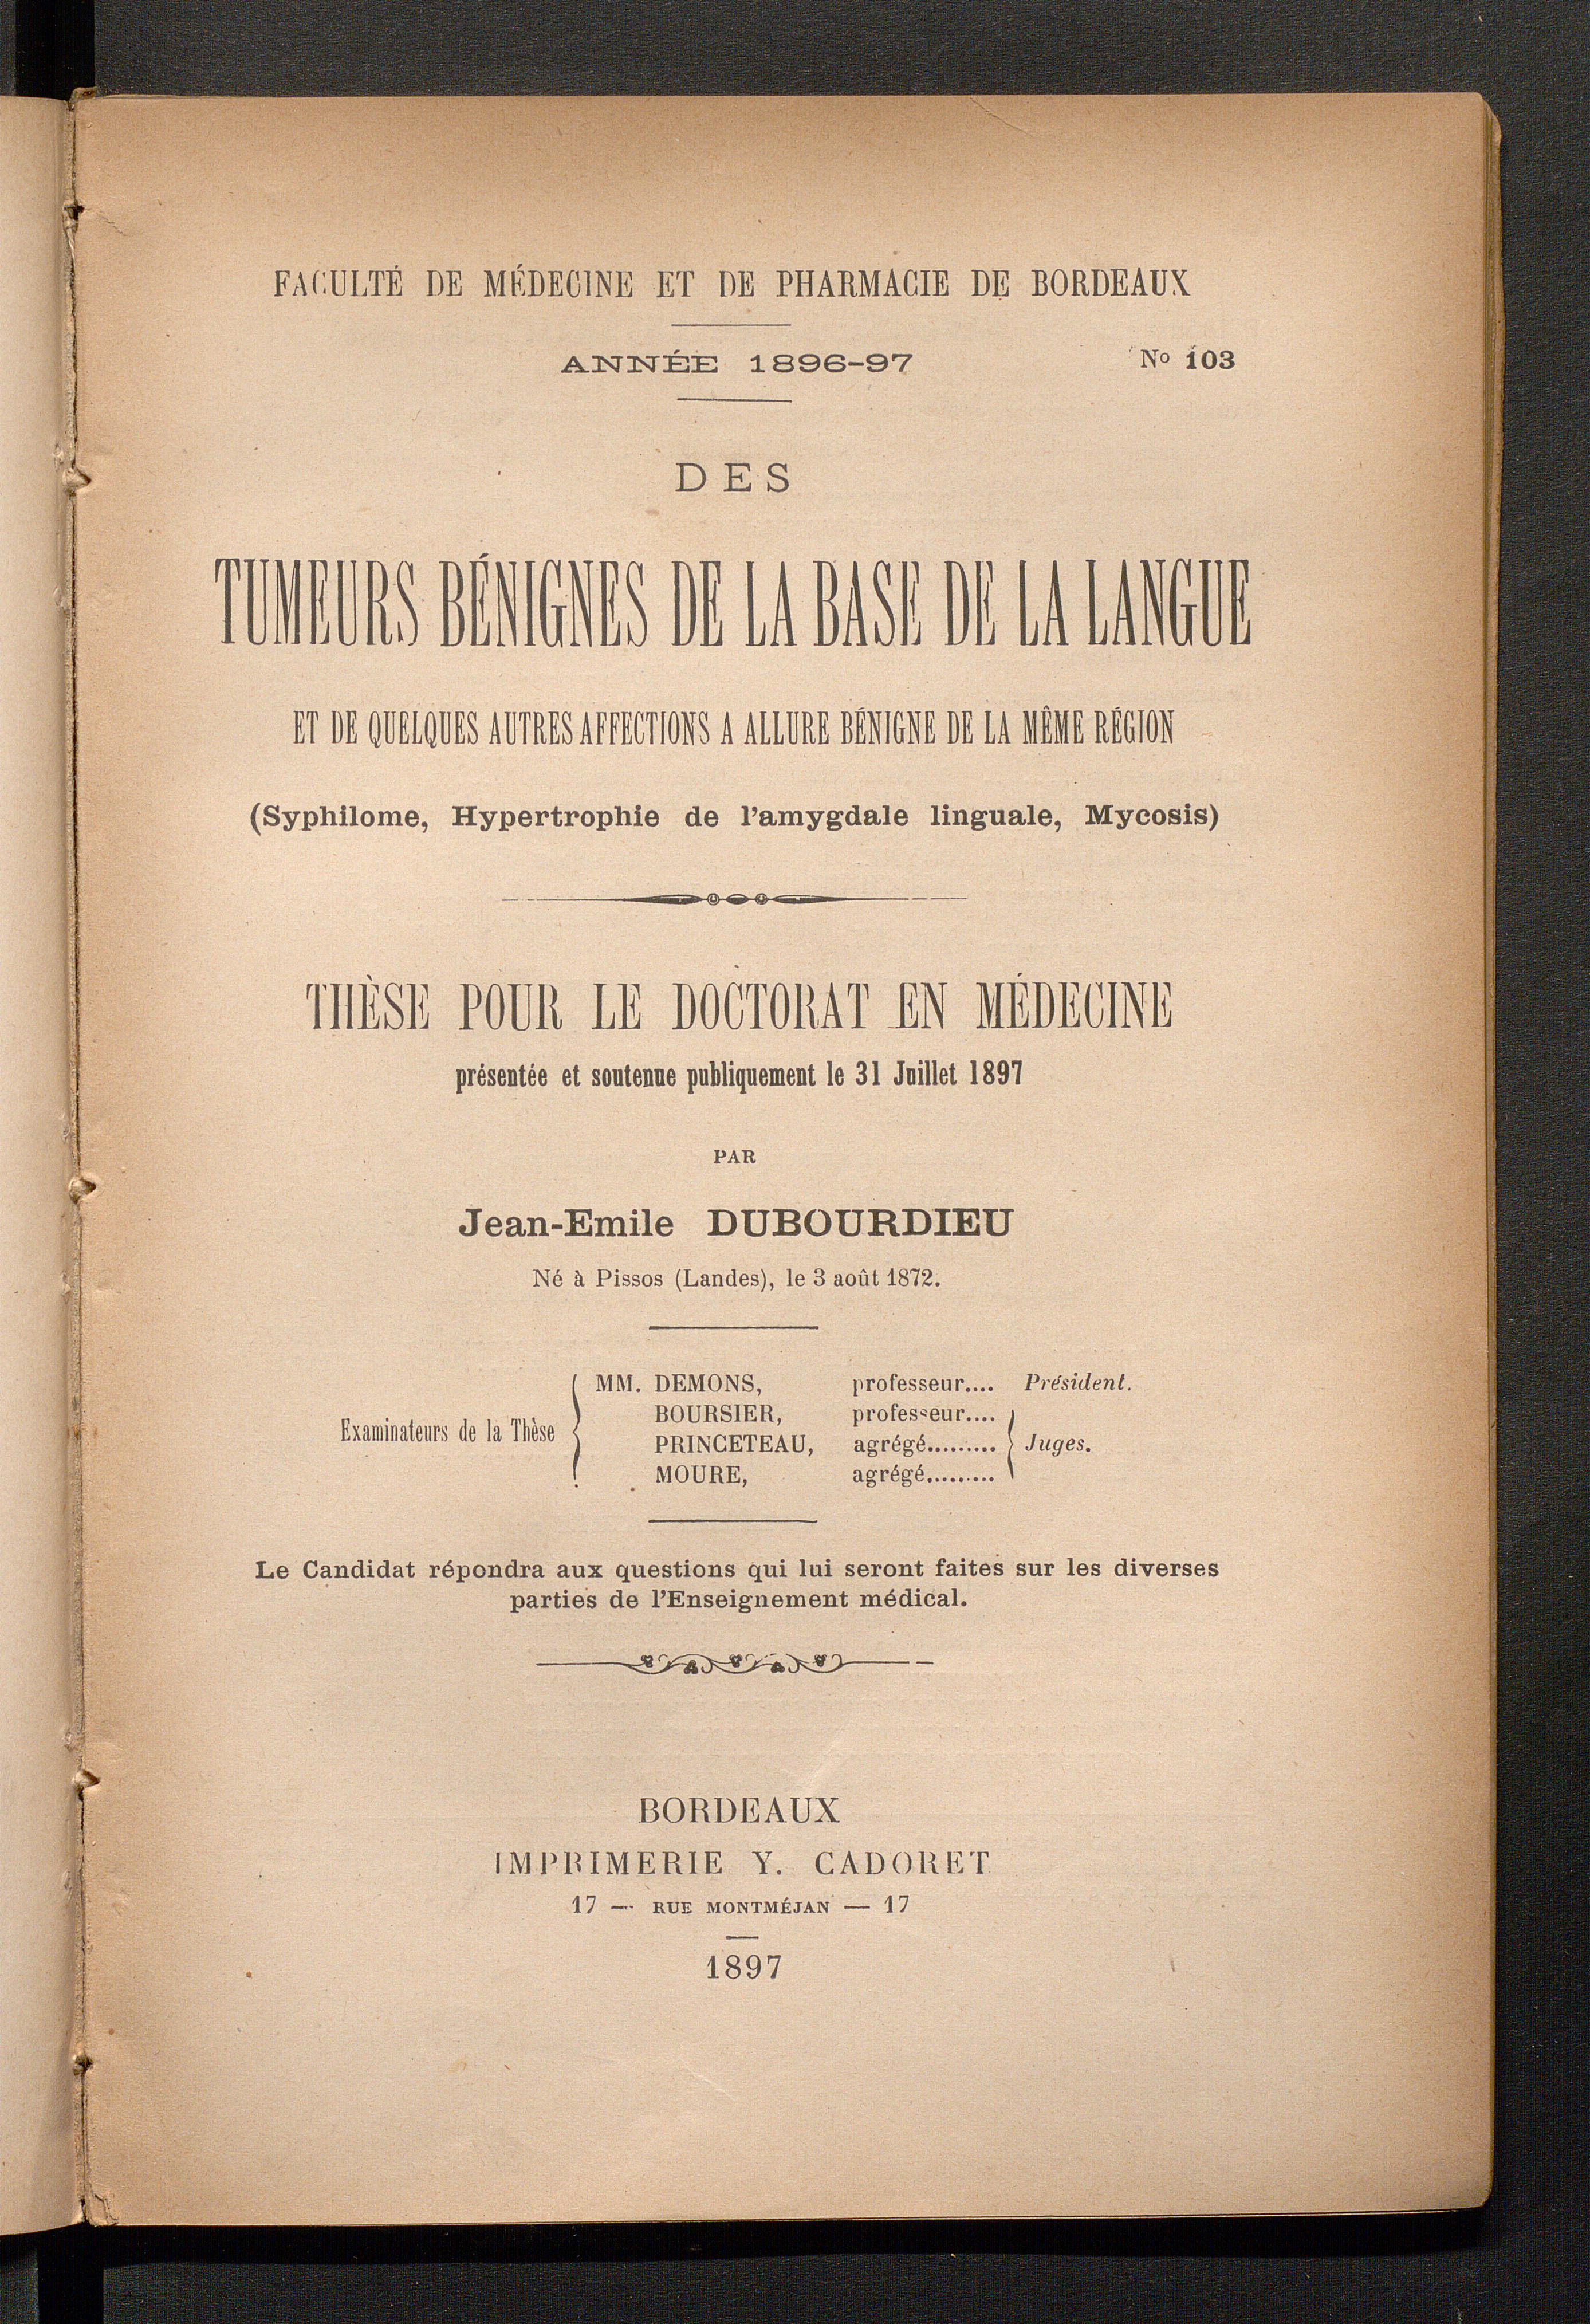 FACULTÉ DE MÉDECINE ET DE PHARMACIE DE BORDEAUX
ANNÉE 1896-97 Nº 103
DES
TUMEURS BÉNIGNES DE LA BASE DE LA LANGUE
ET DE QUELQUES AUTRES AFFECTIONS A ALLURE BÉNIGNE DE LA MÊME RÉGION
(Syphilome, Hypertrophie de l'amygdale linguale, Mycosis)
THÈSE POUR LE DOCTORAT EN MÉDECINE
présentée et soutenue publiquement le 31 Juillet 1897
PAR
Jean-Emile DUBOURDIEU
Né à Pissos (Landes), le 3 août 1872.
Examinateurs de la Thèse
MM. DEMONS, professeur.... Président.
BOURSIER, professeur....
PRINCETEAU, agrégé......... Juges.
MOURE, agrégé.........
Le Candidat répondra aux questions qui lui seront faites sur les diverses
parties de l'Enseignement médical.
BORDEAUX
IMPRIMERIE Y. CADORET
17 — RUE MONTMÉJAN — 17
1897